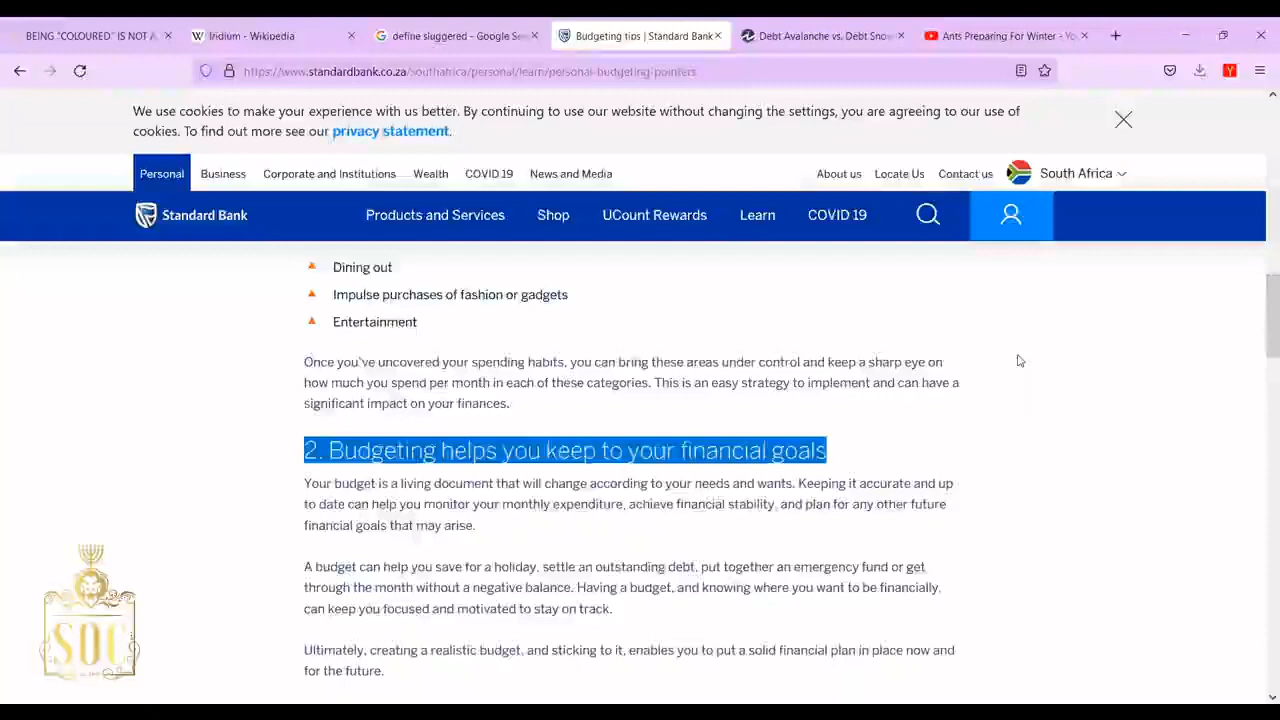 BEING "COLOURED" IS NOT A
Iridium - Wikipedia
define sluggered - Google Sea
Budgeting tips | Standard Bank
Debt Avalanche vs. Debt Snow
Ants Preparing For Winter - Yo
https://www.standardbank.co.za/southafrica/personal/learn/personal-budgeting-pointers
We use cookies to make your experience with us better. By continuing to use our website without changing the settings, you are agreeing to our use of
cookies. To find out more see our privacy statement.
Personal Business Corporate and Institutions Wealth COVID 19 News and Media About us Locate Us Contact us South Africa
Standard Bank Products and Services Shop UCount Rewards Learn COVID 19
Dining out
Impulse purchases of fashion or gadgets
Entertainment
Once you've uncovered your spending habits, you can bring these areas under control and keep a sharp eye on
how much you spend per month in each of these categories. This is an easy strategy to implement and can have a
significant impact on your finances.
2. Budgeting helps you keep to your financial goals
Your budget is a living document that will change according to your needs and wants. Keeping it accurate and up
to date can help you monitor your monthly expenditure, achieve financial stability, and plan for any other future
financial goals that may arise.
A budget can help you save for a holiday, settle an outstanding debt, put together an emergency fund or get
through the month without a negative balance. Having a budget, and knowing where you want to be financially,
can keep you focused and motivated to stay on track.
Ultimately, creating a realistic budget, and sticking to it, enables you to put a solid financial plan in place now and
for the future.
SOC